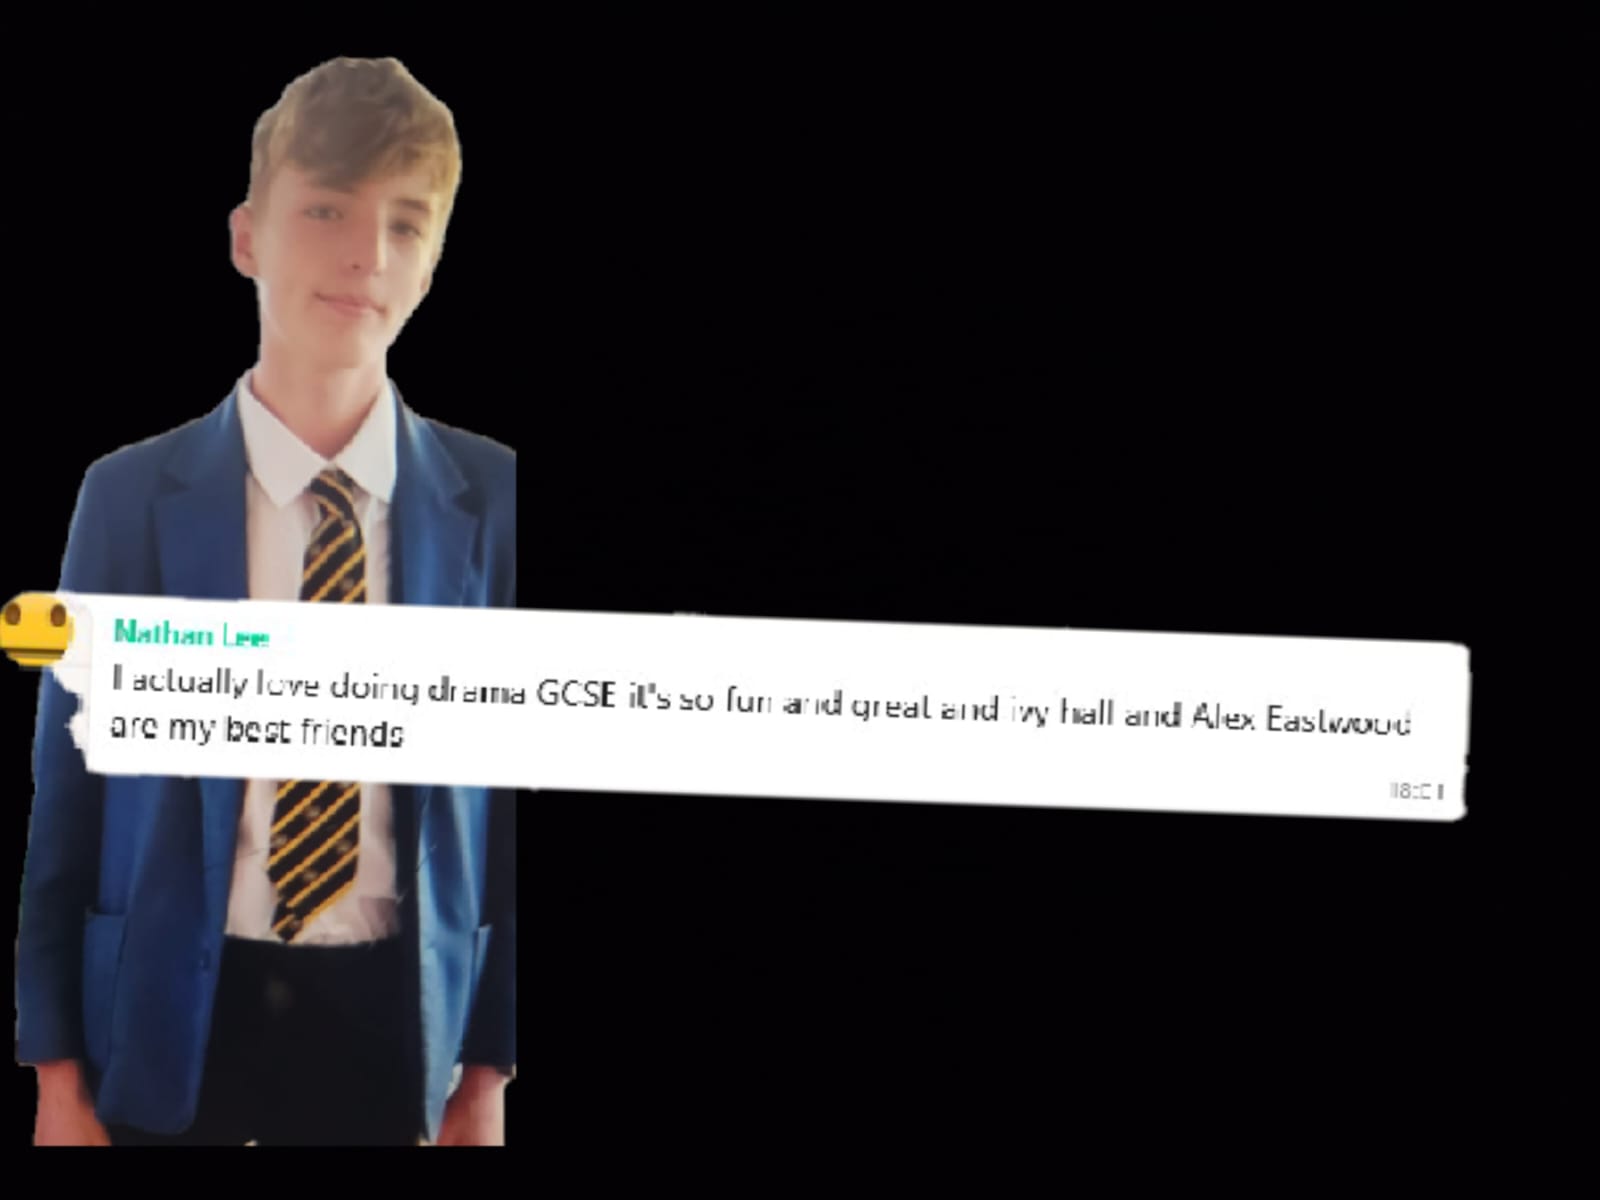 Nathan Lee
I actually love doing drama GCSE it's so fun and great and ivy hall and Alex Eastwood
are my best friends